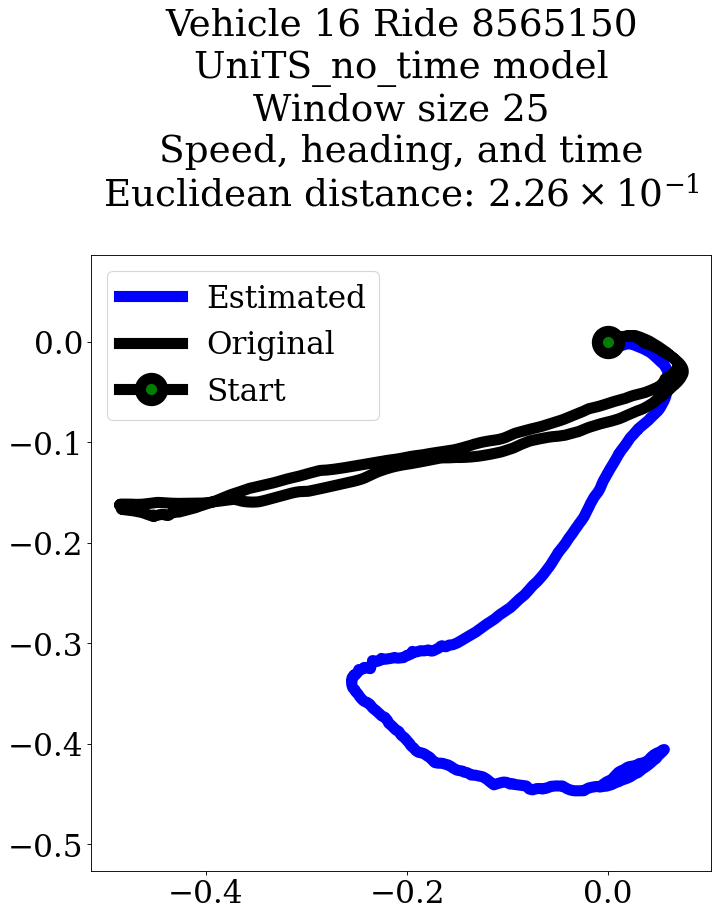 Vehicle 16 Ride 8565150
UniTS_no_time model
Window size 25
Speed, heading, and time
Euclidean distance: 2.26 × 10⁻¹
Estimated
Original
Start
0.0
−0.1
−0.2
−0.3
−0.4
−0.5
−0.4
−0.2
0.0